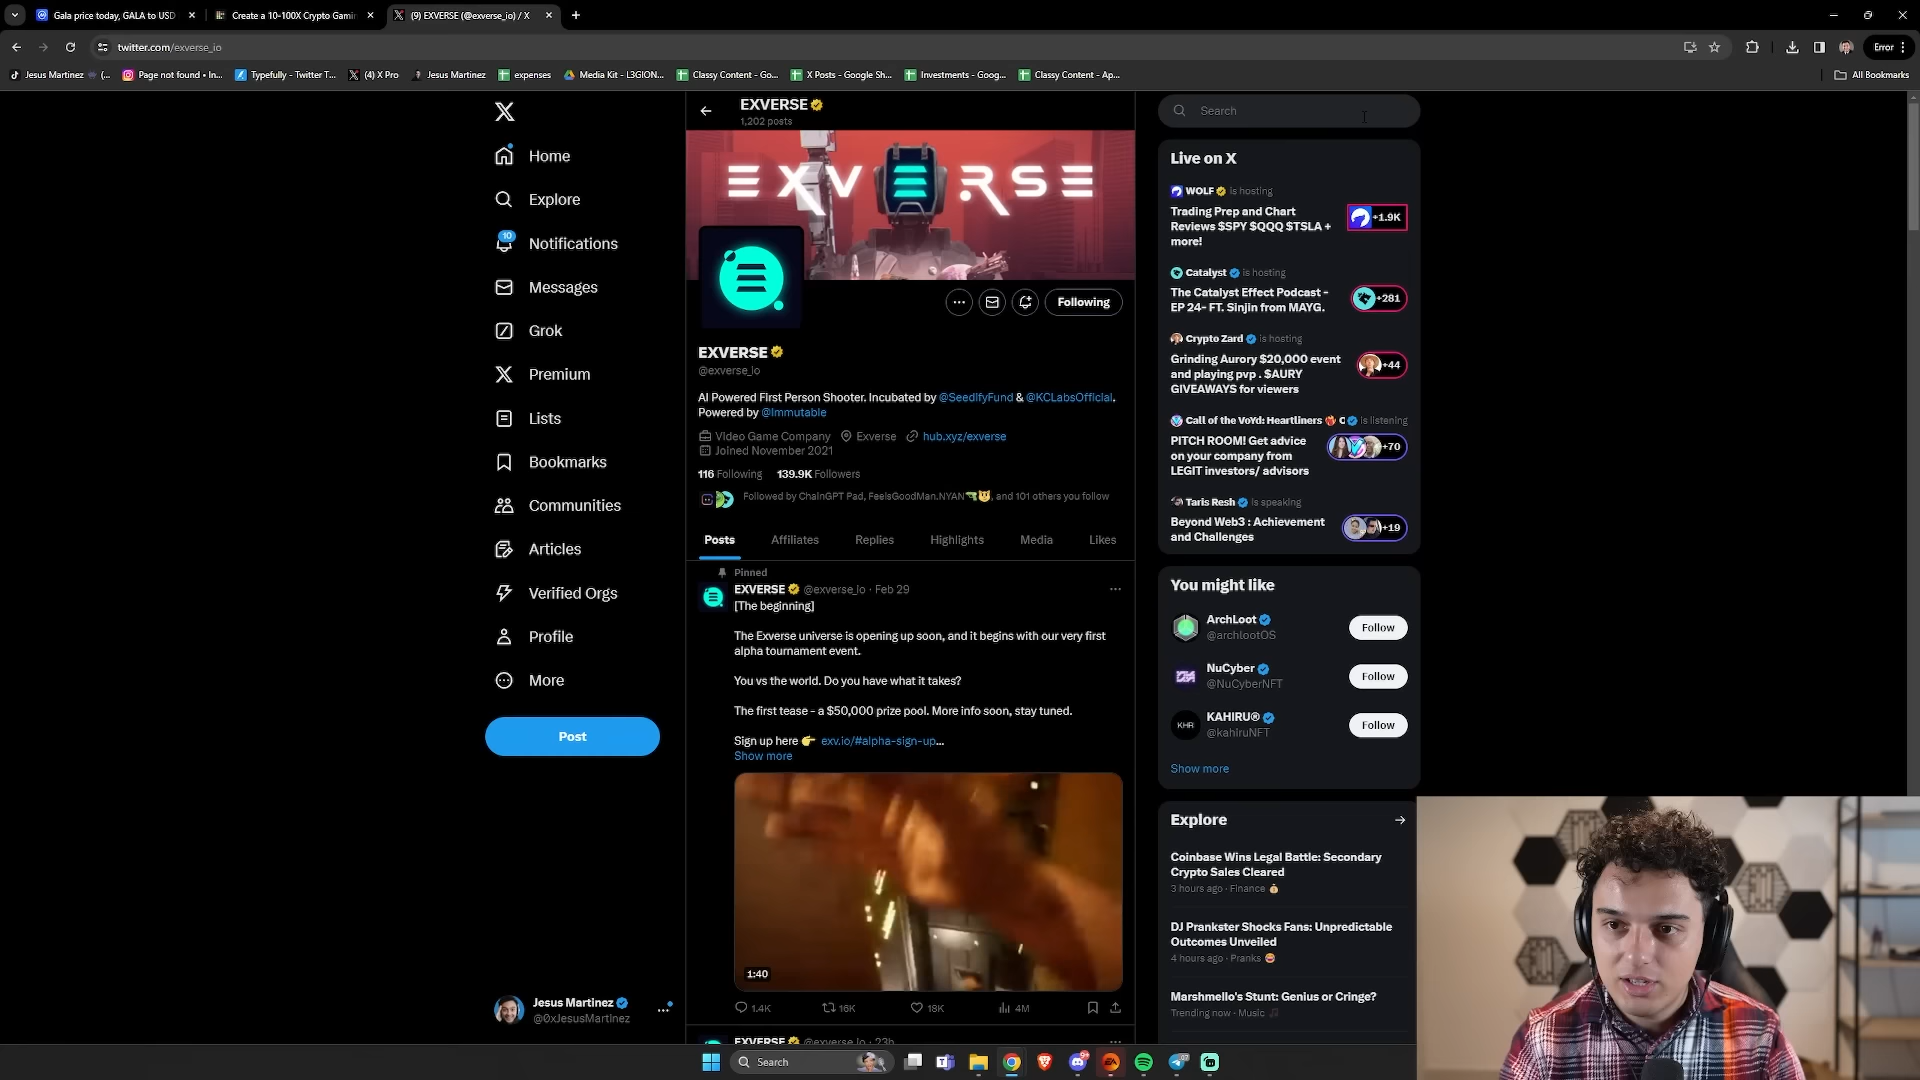 Gala price today, GALA to USD
Create a 10-100X Crypto Gamin
(9) EXVERSE (@exverse_io) / X
twitter.com/exverse_io
Error
Jesus Martinez
Page not found • In...
Typefully - Twitter T...
(4) X Pro
Jesus Martinez
expenses
Media Kit - L3GION...
Classy Content - Go...
X Posts - Google Sh...
Investments - Goog...
Classy Content - Ap...
All Bookmarks
Home
Explore
10
Notifications
Messages
Grok
Premium
Lists
Bookmarks
Communities
Articles
Verified Orgs
Profile
More
Post
Jesus Martinez
@0xJesusMartinez
EXVERSE
1,202 posts
EXVERSE
Following
EXVERSE
@exverse_io
AI Powered First Person Shooter. Incubated by @SeedifyFund & @KCLabsOfficial.
Powered by @Immutable
Video Game Company Exverse hub.xyz/exverse
Joined November 2021
116 Following 139.9K Followers
Followed by ChainGPT Pad, FeelsGoodMan.NYAN🔫😼, and 101 others you follow
Posts Affiliates Replies Highlights Media Likes
Pinned
EXVERSE @exverse_io · Feb 29
[The beginning]
The Exverse universe is opening up soon, and it begins with our very first
alpha tournament event.
You vs the world. Do you have what it takes?
The first tease - a $50,000 prize pool. More info soon, stay tuned.
Sign up here 👉 exv.io/#alpha-sign-up...
Show more
1:40
1.4K 16K 18K 4M
EXVERSE @exverse_io · 23h
Search
Live on X
WOLF is hosting
Trading Prep and Chart
Reviews $SPY $QQQ $TSLA +
more!
+1.9K
Catalyst is hosting
The Catalyst Effect Podcast -
EP 24- FT. Sinjin from MAYG.
+281
Crypto Zard is hosting
Grinding Aurory $20,000 event
and playing pvp . $AURY
GIVEAWAYS for viewers
+44
Call of the VoYd: Heartliners is listening
PITCH ROOM! Get advice
on your company from
LEGIT investors/ advisors
+70
Taris Resh is speaking
Beyond Web3 : Achievement
and Challenges
+19
You might like
ArchLoot
@archlootOS
Follow
NuCyber
@NuCyberNFT
Follow
KHR
KAHIRU®
@kahiruNFT
Follow
Show more
Explore
Coinbase Wins Legal Battle: Secondary
Crypto Sales Cleared
3 hours ago · Finance 💰
DJ Prankster Shocks Fans: Unpredictable
Outcomes Unveiled
4 hours ago · Pranks
Marshmello's Stunt: Genius or Cringe?
Trending now · Music 🎵
Search